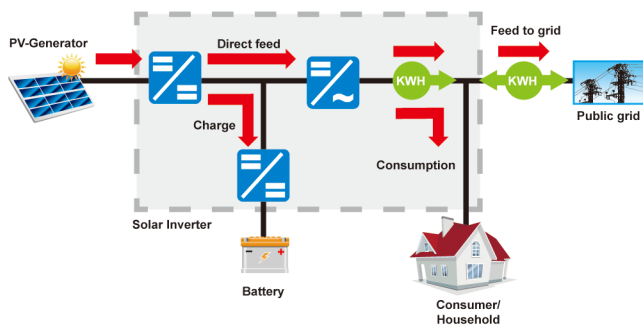 PV-Generator
Direct feed
Feed to grid
KWH
KWH
Public grid
Charge
Consumption
Solar Inverter
Battery
Consumer/
Household